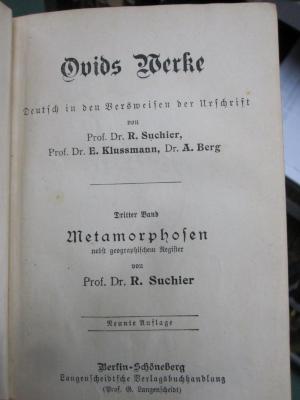 Ovids Werke
Deutsch in den Versweisen der Urschrift
von
Prof. Dr. R. Suchier,
Prof. Dr. E. Klussmann, Dr. A. Berg
Dritter Band
Metamorphosen
nebst geographischem Register
von
Prof. Dr. R. Suchier
Neunte Auflage
Berlin-Schöneberg
Langenscheidtsche Verlagsbuchhandlung
(Prof. G. Langenscheidt)